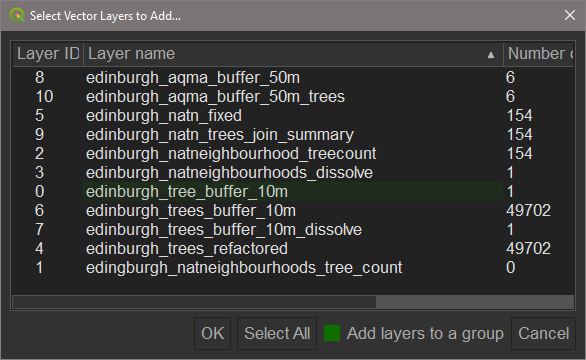 Select Vector Layers to Add...
Layer ID Layer name Number
8 edinburgh_aqma_buffer_50m 6
10 edinburgh_aqma_buffer_50m_trees 6
5 edinburgh_natn_fixed 154
9 edinburgh_natn_trees_join_summary 154
2 edinburgh_natneighbourhood_treecount 154
3 edinburgh_natneighbourhoods_dissolve 1
0 edinburgh_tree_buffer_10m 1
6 edinburgh_trees_buffer_10m 49702
7 edinburgh_trees_buffer_10m_dissolve 1
4 edinburgh_trees_refactored 49702
1 edingburgh_natneighbourhoods_tree_count 0
OK Select All Add layers to a group Cancel